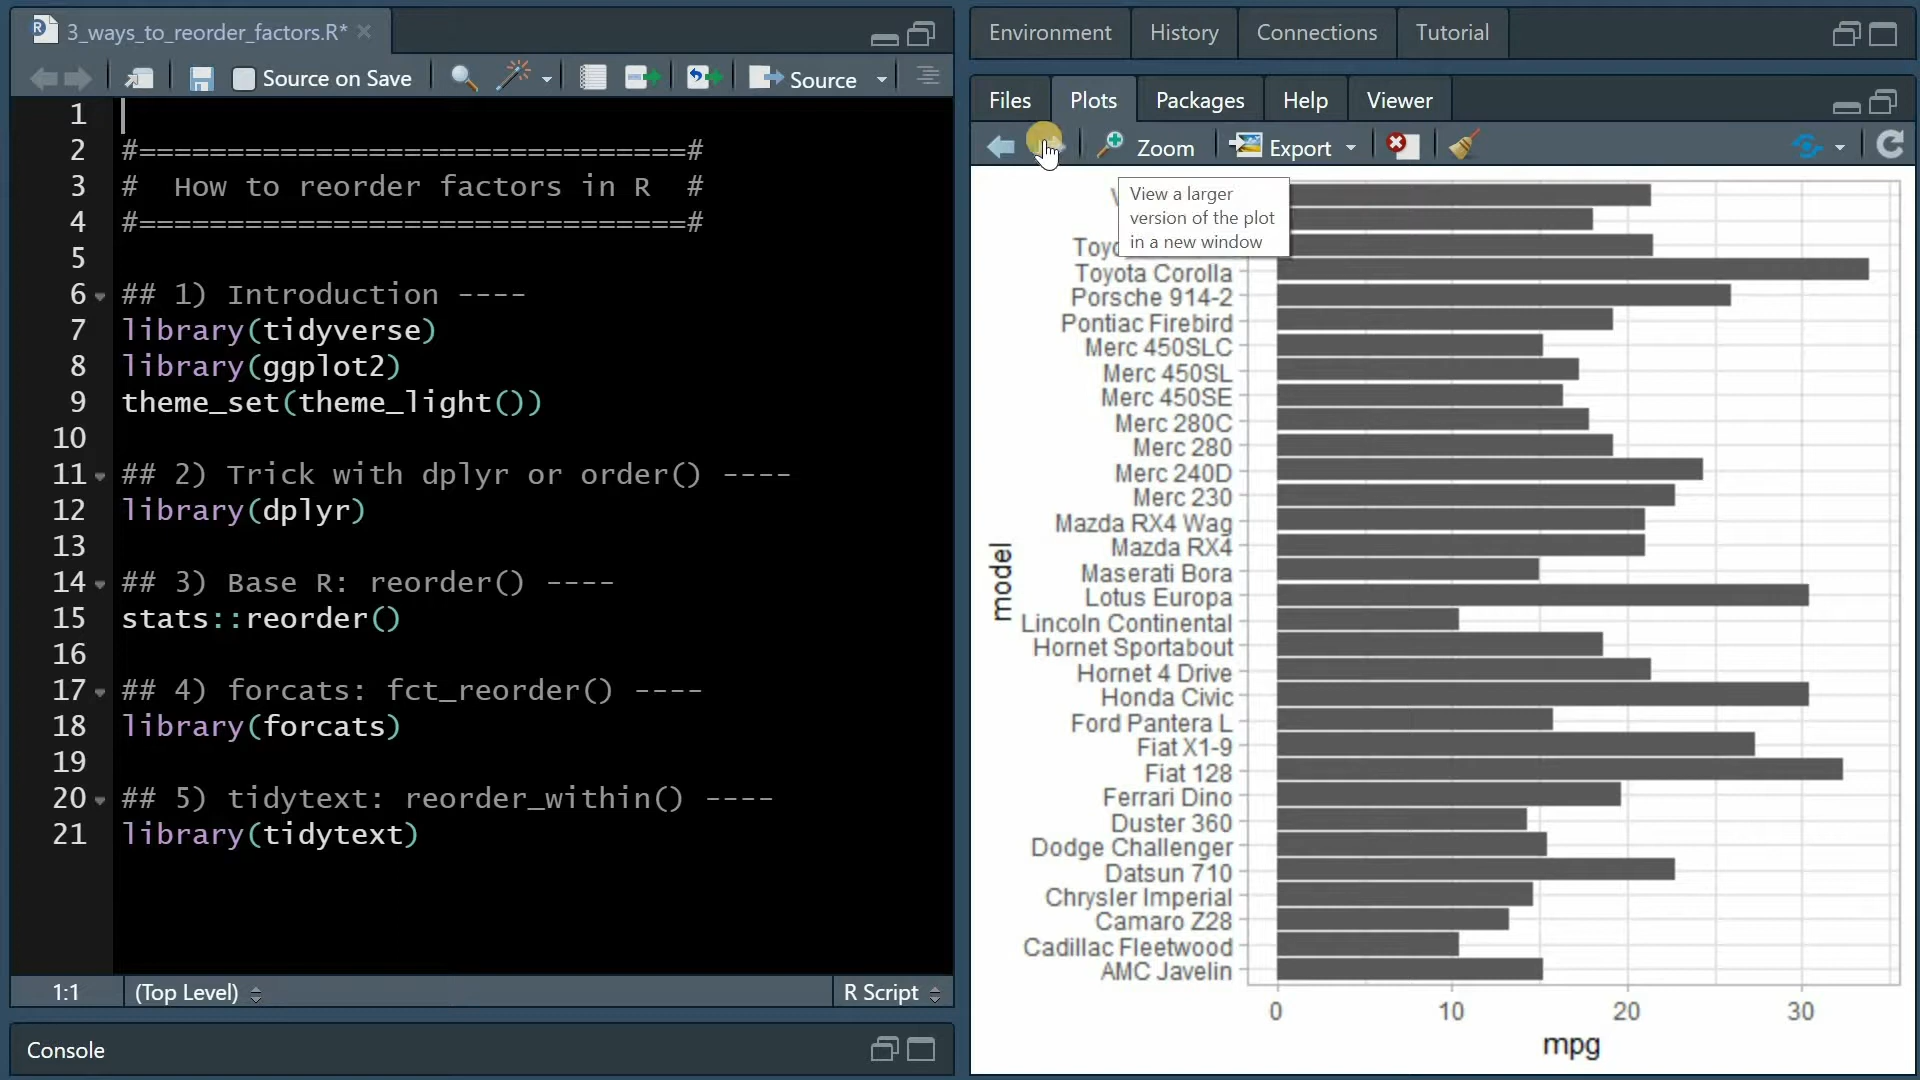 3_ways_to_reorder_factors.R*
Source on Save
Source
1
2 #===============================#
3 #  How to reorder factors in R  #
4 #===============================#
5
6 ## 1) Introduction ----
7 library(tidyverse)
8 library(ggplot2)
9 theme_set(theme_light())
10
11 ## 2) Trick with dplyr or order() ----
12 library(dplyr)
13
14 ## 3) Base R: reorder() ----
15 stats::reorder()
16
17 ## 4) forcats: fct_reorder() ----
18 library(forcats)
19
20 ## 5) tidytext: reorder_within() ----
21 library(tidytext)
1:1 (Top Level) R Script
Console
Environment History Connections Tutorial
Files Plots Packages Help Viewer
Zoom Export
View a larger
version of the plot
in a new window
Toyota Corolla
Porsche 914-2
Pontiac Firebird
Merc 450SLC
Merc 450SL
Merc 450SE
Merc 280C
Merc 280
Merc 240D
Merc 230
Mazda RX4 Wag
Mazda RX4
Maserati Bora
Lotus Europa
Lincoln Continental
Hornet Sportabout
Hornet 4 Drive
Honda Civic
Ford Pantera L
Fiat X1-9
Fiat 128
Ferrari Dino
Duster 360
Dodge Challenger
Datsun 710
Chrysler Imperial
Camaro Z28
Cadillac Fleetwood
AMC Javelin
model
0 10 20 30
mpg